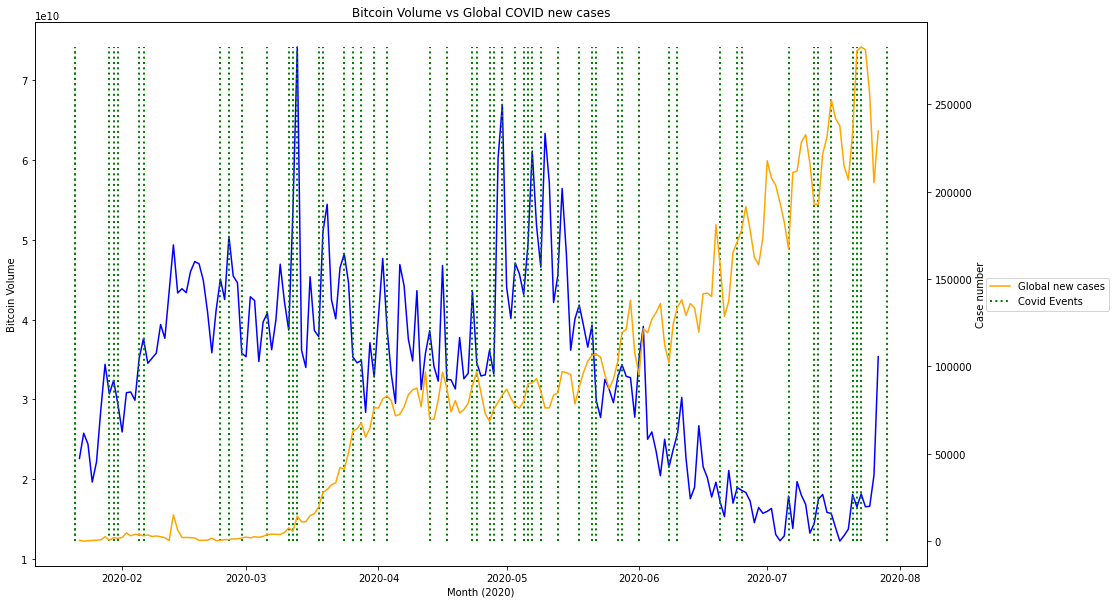 Bitcoin Volume vs Global COVID new cases
1e10
7
6
5
4
3
2
1
Bitcoin Volume
250000
200000
150000
100000
50000
0
Case number
Global new cases
Covid Events
2020-02
2020-03
2020-04
2020-05
2020-06
2020-07
2020-08
Month (2020)